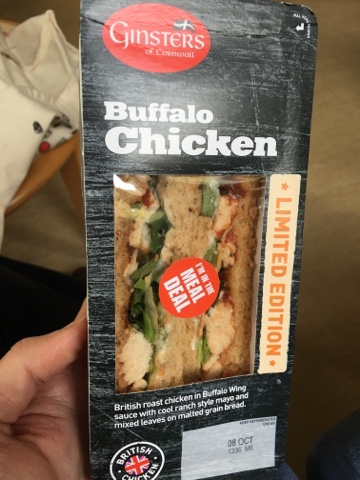 GINSTERS
of Cornwall
Buffalo
Chicken
LIMITED EDITION
I'M IN THE
MEAL
DEAL
British roast chicken in Buffalo Wing
sauce with cool ranch style mayo and
mixed leaves on malted grain bread.
08 OCT
BRITISH
CHICKEN